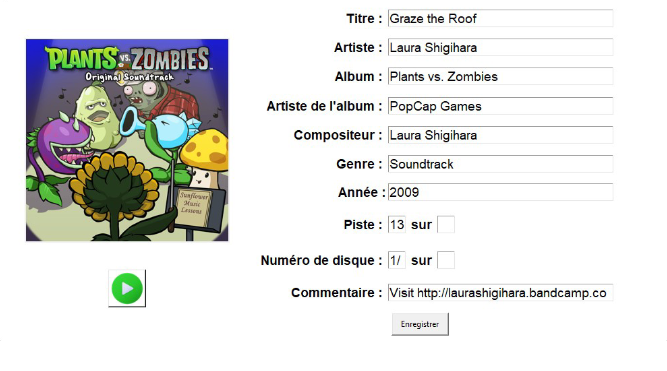 PLANTS VS. ZOMBIES
Original Soundtrack
Sunflower
Music
Lessons
Titre : Graze the Roof
Artiste : Laura Shigihara
Album : Plants vs. Zombies
Artiste de l'album : PopCap Games
Compositeur : Laura Shigihara
Genre : Soundtrack
Année : 2009
Piste : 13 sur
Numéro de disque : 1/ sur
Commentaire : Visit http://laurashigihara.bandcamp.co
Enregistrer